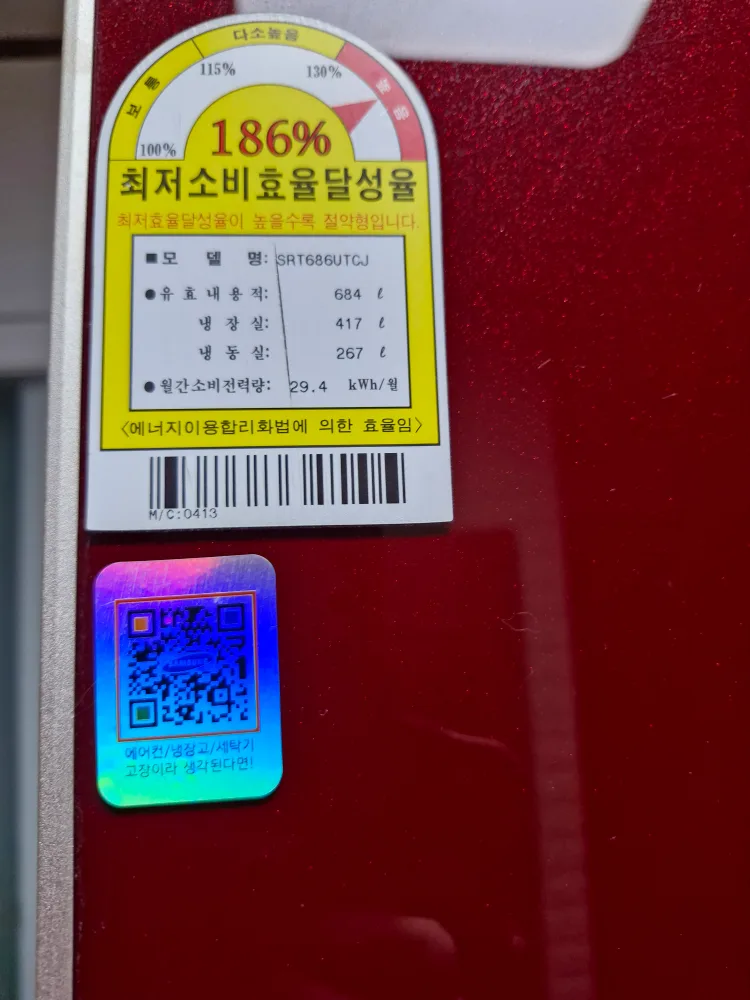 다소높음
115% 130%
보통
높음
100%
186%
최저소비효율달성율
최저효율달성율이 높을수록 절약형입니다.
■모 델 명: SRT686UTCJ
●유효내용적: 684 ℓ
냉장실: 417 ℓ
냉동실: 267 ℓ
●월간소비전력량: 29.4 kWh/월
〈에너지이용합리화법에 의한 효율임〉
M/C:0413
SAMSUNG
에어컨/냉장고/세탁기
고장이라 생각된다면!